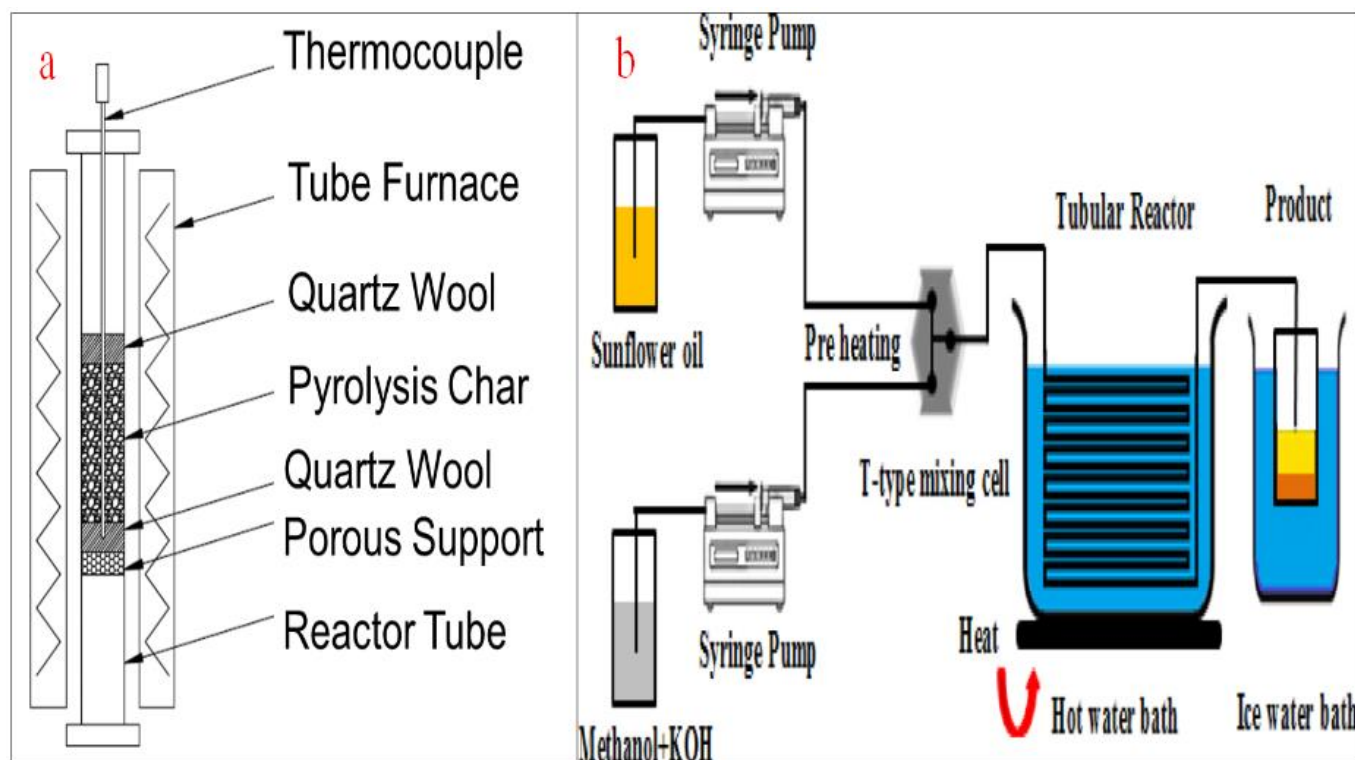 a
Thermocouple
Tube Furnace
Quartz Wool
Pyrolysis Char
Quartz Wool
Porous Support
Reactor Tube
b
Syringe Pump
Sunflower oil
Pre heating
T-type mixing cell
Tubular Reactor
Product
Syringe Pump
Methanol+KOH
Heat
Hot water bath
Ice water bath